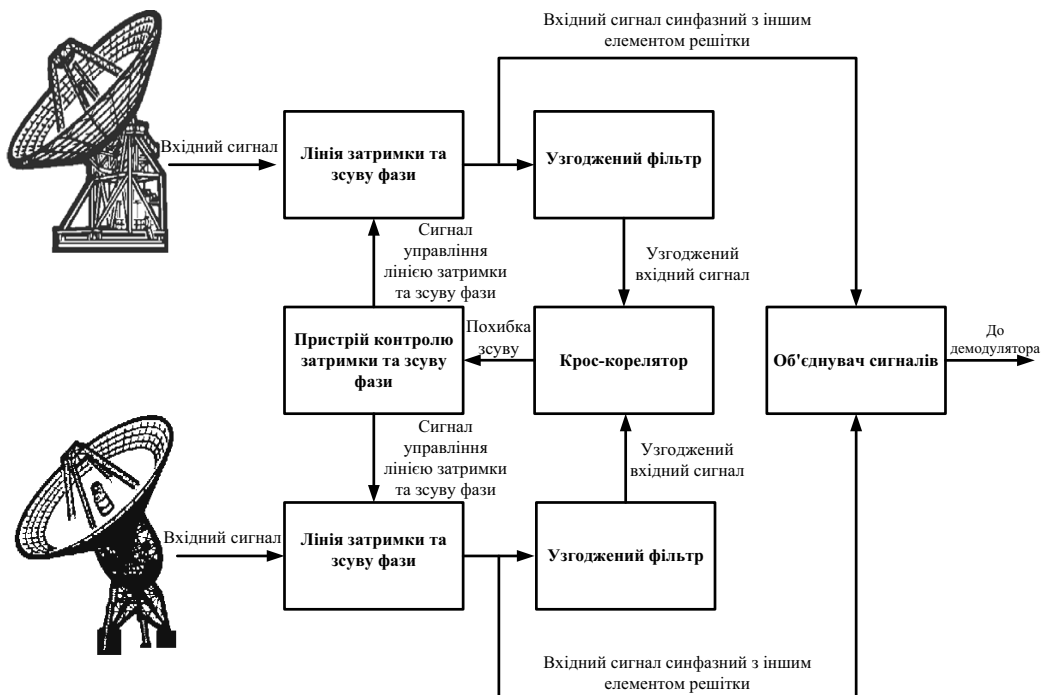 Вхідний сигнал синфазний з іншим
елементом решітки
Вхідний сигнал
Лінія затримки та
зсуву фази
Узгоджений фільтр
Сигнал
управління
лінією затримки
та зсуву фази
Узгоджений
вхідний сигнал
Пристрій контролю
затримки та зсуву
фази
Похибка
зсуву
Крос-корелятор
Об'єднувач сигналів
До
демодулятора
Сигнал
управління
лінією затримки
та зсуву фази
Узгоджений
вхідний сигнал
Вхідний сигнал
Лінія затримки та
зсуву фази
Узгоджений фільтр
Вхідний сигнал синфазний з іншим
елементом решітки